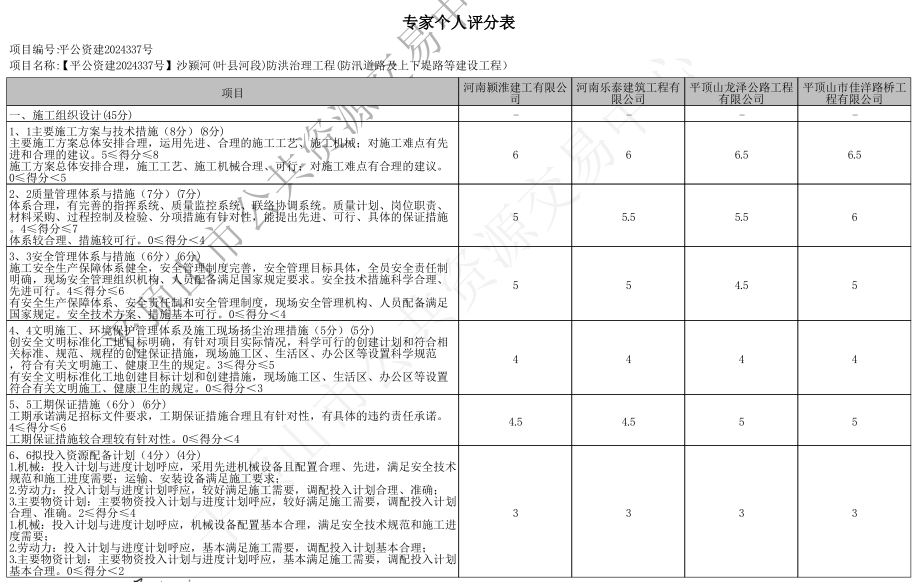 专家个人评分表
项目编号:平公资建2024337号
项目名称:【平公资建2024337号】沙颍河(叶县河段)防洪治理工程(防汛道路及上下堤路等建设工程)
项目 河南颍淮建工有限公司 河南乐泰建筑工程有限公司 平顶山龙泽公路工程有限公司 平顶山市佳洋路桥工程有限公司
一、施工组织设计(45分) - - - -
1、1主要施工方案与技术措施（8分）(8分)
主要施工方案总体安排合理，运用先进、合理的施工工艺、施工机械；对施工难点有先
进和合理的建议。5≤得分≤8
施工方案总体安排合理，施工工艺、施工机械合理、可行；对施工难点有合理的建议。
0≤得分<5
6 6 6.5 6.5
2、2质量管理体系与措施（7分）(7分)
体系合理，有完善的指挥系统、质量监控系统、联络协调系统。质量计划、岗位职责、
材料采购、过程控制及检验、分项措施有针对性，能提出先进、可行、具体的保证措施
。4≤得分≤7
体系较合理、措施较可行。0≤得分<4
5 5.5 5.5 6
3、3安全管理体系与措施（6分）(6分)
施工安全生产保障体系健全，安全管理制度完善，安全管理目标具体，全员安全责任制
明确，现场安全管理组织机构、人员配备满足国家规定要求。安全技术措施科学合理、
先进可行。4≤得分≤6
有安全生产保障体系、安全责任制和安全管理制度，现场安全管理机构、人员配备满足
国家规定。安全技术方案、措施基本可行。0≤得分<4
5 5 4.5 5
4、4文明施工、环境保护管理体系及施工现场扬尘治理措施（5分）(5分)
创安全文明标准化工地目标明确，有针对项目实际情况，科学可行的创建计划和符合相
关标准、规范、规程的创建保证措施，现场施工区、生活区、办公区等设置科学规范
，符合有关文明施工、健康卫生的规定。3≤得分≤5
有安全文明标准化工地创建目标计划和创建措施，现场施工区、生活区、办公区等设置
符合有关文明施工、健康卫生的规定。0≤得分<3
4 4 4 4
5、5工期保证措施（6分）(6分)
工期承诺满足招标文件要求，工期保证措施合理且有针对性，有具体的违约责任承诺。
4≤得分≤6
工期保证措施较合理较有针对性。0≤得分<4
4.5 4.5 5 5
6、6拟投入资源配备计划（4分）(4分)
1.机械：投入计划与进度计划呼应，采用先进机械设备且配置合理、先进，满足安全技术
规范和施工进度需要；运输、安装设备满足施工要求；
2.劳动力：投入计划与进度计划呼应，较好满足施工需要，调配投入计划合理、准确；
3.主要物资计划：主要物资投入计划与进度计划呼应，较好满足施工需要，调配投入计划
合理、准确。2≤得分≤4
1.机械：投入计划与进度计划呼应，机械设备配置基本合理，满足安全技术规范和施工进
度需要；
2.劳动力：投入计划与进度计划呼应，基本满足施工需要，调配投入计划基本合理；
3.主要物资计划：主要物资投入计划与进度计划呼应，基本满足施工需要，调配投入计划
基本合理。0≤得分<2
3 3 3 3
平顶山市公共资源交易中心
平顶山市公共资源交易中心